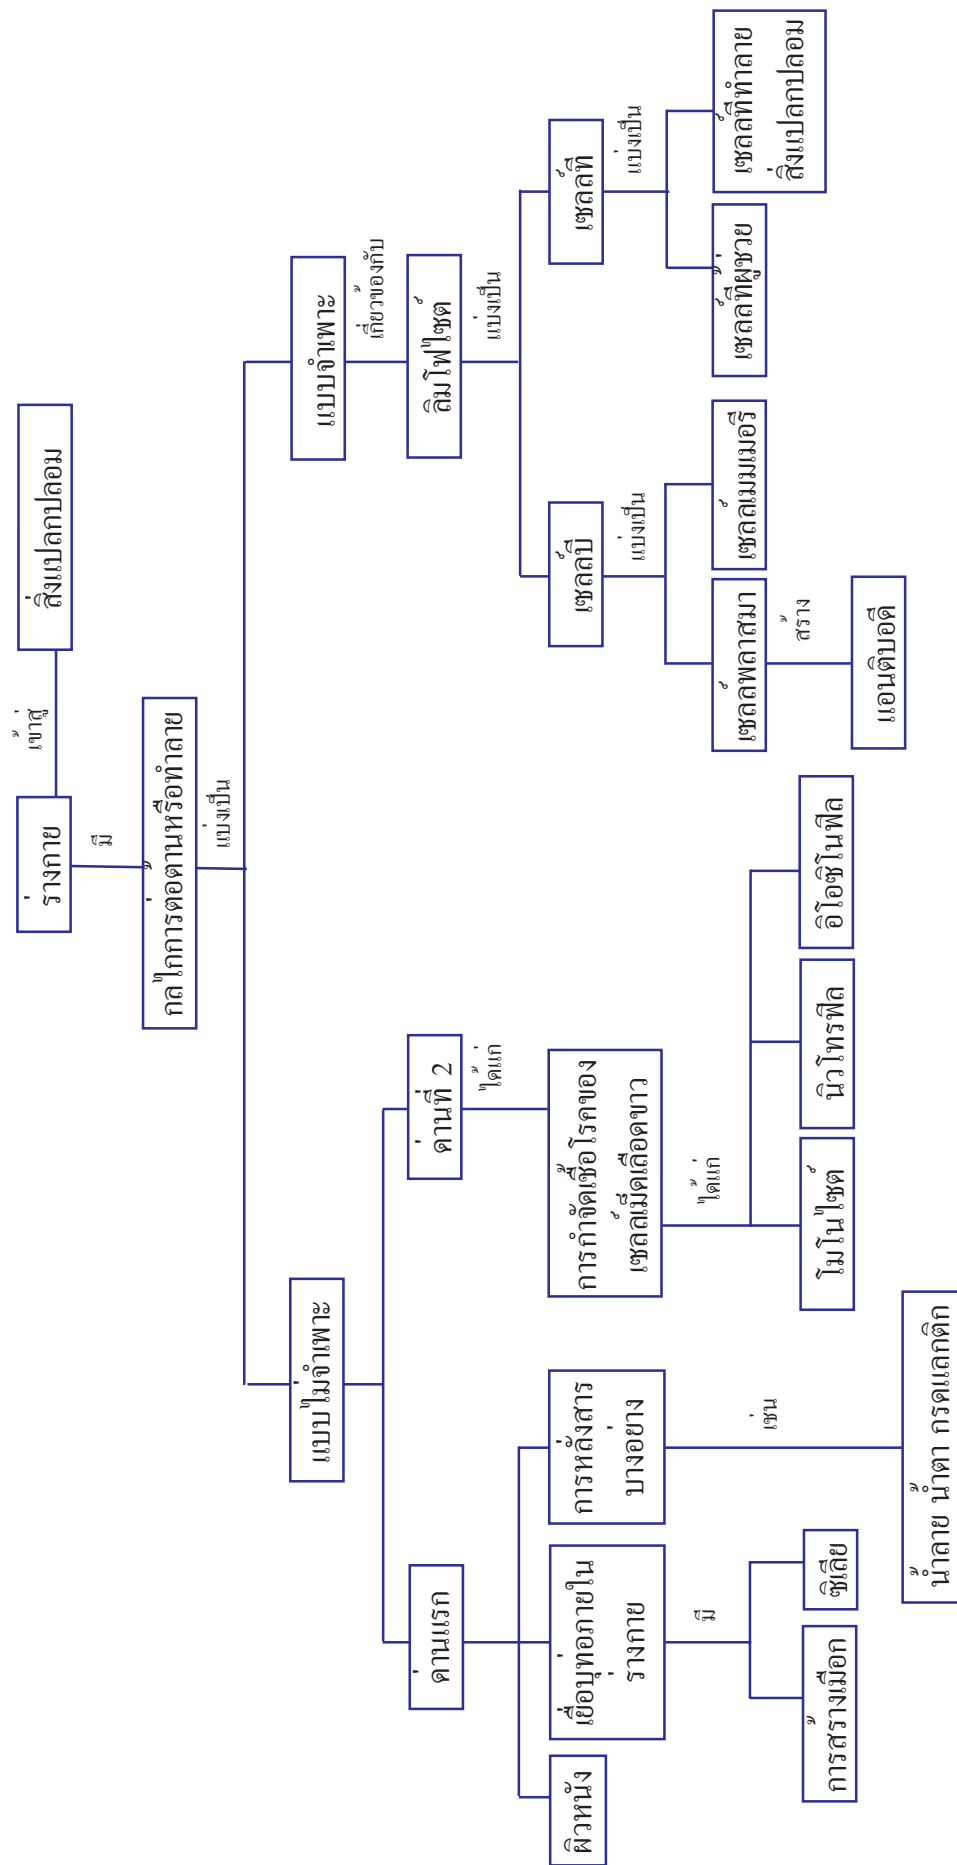 สิ่งแปลกปลอม
เข้าสู่
ร่างกาย
มี
กลไกการต่อต้านหรือทำลาย
แบ่งเป็น
แบบไม่จำเพาะ
แบบจำเพาะ
เกี่ยวข้องกับ
ด่านแรก
ด่านที่ 2
ได้แก่
ลิมโฟไซต์
แบ่งเป็น
ผิวหนัง
เยื่อบุท่อภายใน
ร่างกาย
การหลั่งสาร
บางอย่าง
การกำจัดเชื้อโรคของ
เซลล์เม็ดเลือดขาว
เซลล์บี
เซลล์ที
มี
เช่น
ได้แก่
แบ่งเป็น
แบ่งเป็น
การสร้างเมือก
ซิเลีย
โมโนไซต์
นิวโทรฟิล
อิโอซิโนฟิล
เซลล์พลาสมา
เซลล์เมมเมอรี
เซลล์ทีผู้ช่วย
เซลล์ทีทำลาย
สิ่งแปลกปลอม
สร้าง
น้ำลาย น้ำตา กรดแลกติก
แอนติบอดี